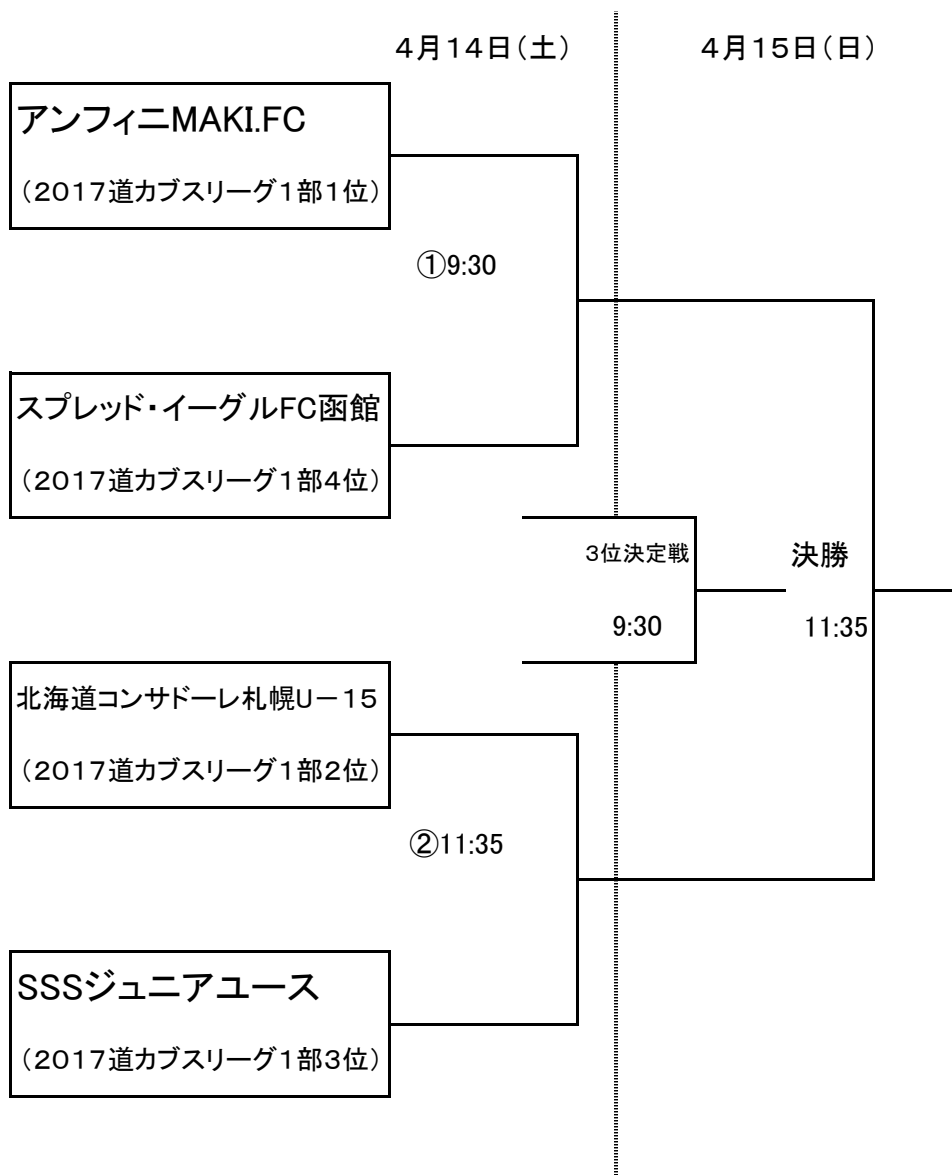 4月14日(土)
4月15日(日)
アンフィニMAKI.FC
(2017道カブスリーグ1部1位)
①9:30
スプレッド・イーグルFC函館
(2017道カブスリーグ1部4位)
3位決定戦
決勝
9:30
11:35
北海道コンサドーレ札幌U-15
(2017道カブスリーグ1部2位)
②11:35
SSSジュニアユース
(2017道カブスリーグ1部3位)